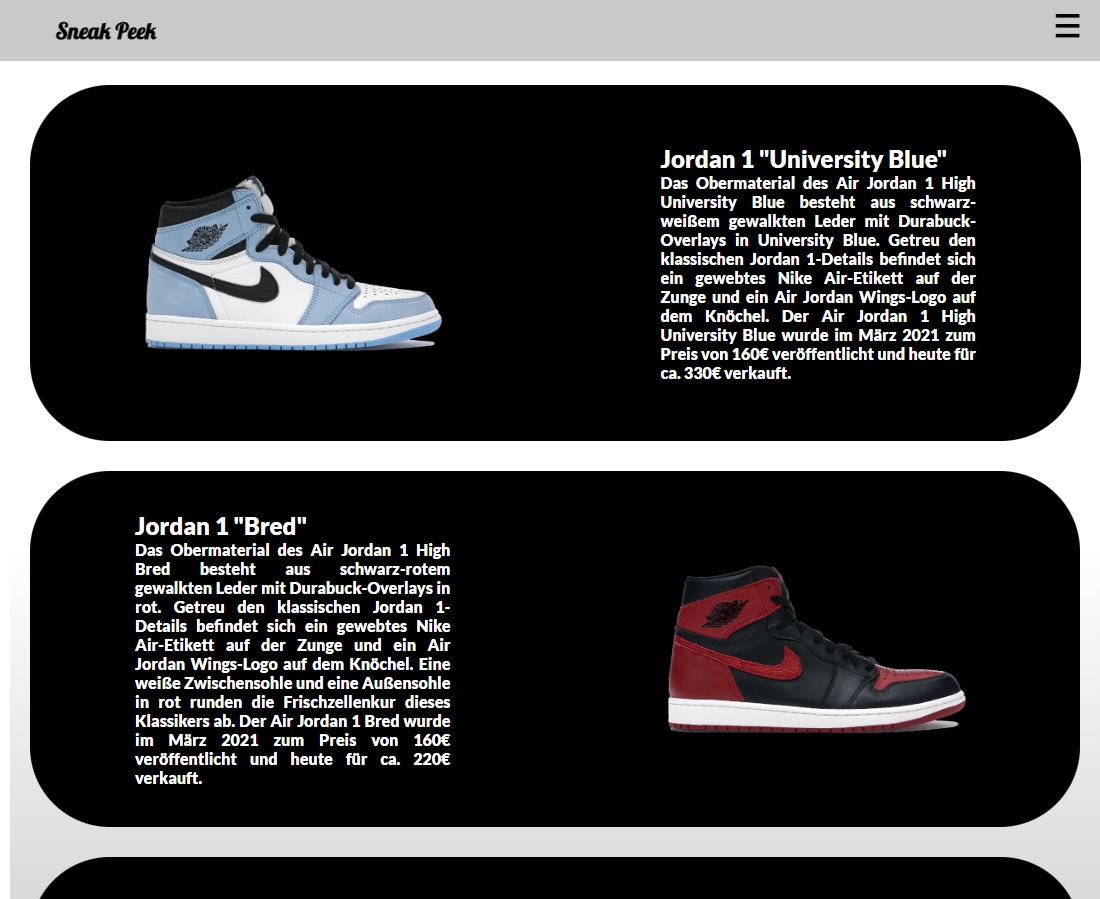 Sneak Peek
Jordan 1 "University Blue"
Das Obermaterial des Air Jordan 1 High
University Blue besteht aus schwarz-
weißem gewalkten Leder mit Durabuck-
Overlays in University Blue. Getreu den
klassischen Jordan 1-Details befindet sich
ein gewebtes Nike Air-Etikett auf der
Zunge und ein Air Jordan Wings-Logo auf
dem Knöchel. Der Air Jordan 1 High
University Blue wurde im März 2021 zum
Preis von 160€ veröffentlicht und heute für
ca. 330€ verkauft.
Jordan 1 "Bred"
Das Obermaterial des Air Jordan 1 High
Bred besteht aus schwarz-rotem
gewalkten Leder mit Durabuck-Overlays in
rot. Getreu den klassischen Jordan 1-
Details befindet sich ein gewebtes Nike
Air-Etikett auf der Zunge und ein Air
Jordan Wings-Logo auf dem Knöchel. Eine
weiße Zwischensohle und eine Außensohle
in rot runden die Frischzellenkur dieses
Klassikers ab. Der Air Jordan 1 Bred wurde
im März 2021 zum Preis von 160€
veröffentlicht und heute für ca. 220€
verkauft.